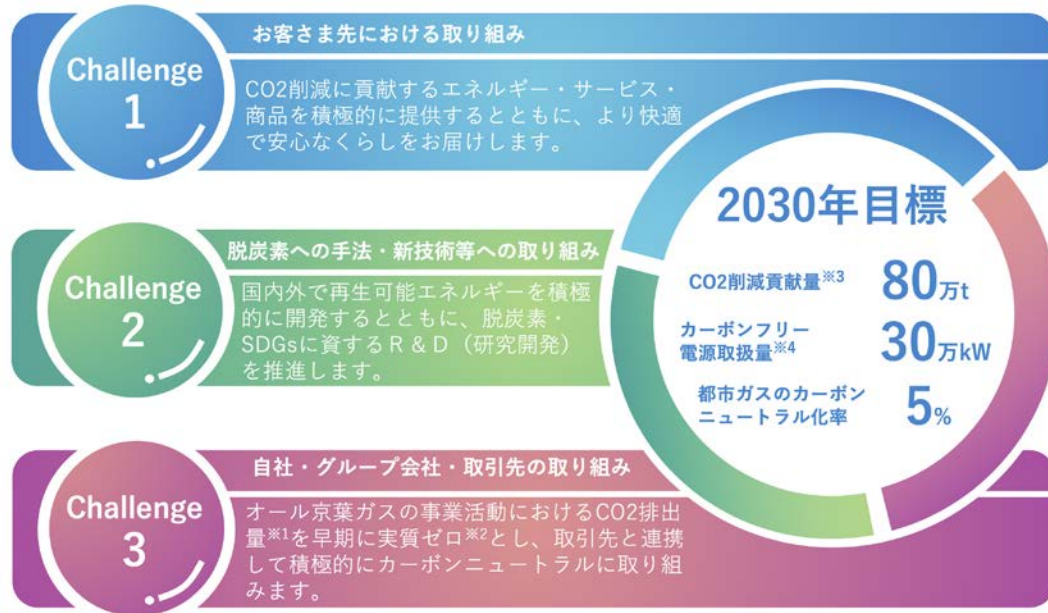 Challenge
1
お客さま先における取り組み
CO2削減に貢献するエネルギー・サービス・
商品を積極的に提供するとともに、より快適
で安心なくらしをお届けします。
Challenge
2
脱炭素への手法・新技術等への取り組み
国内外で再生可能エネルギーを積極
的に開発するとともに、脱炭素・
SDGsに資するR & D（研究開発）
を推進します。
Challenge
3
自社・グループ会社・取引先の取り組み
オール京葉ガスの事業活動におけるCO2排出
量※1を早期に実質ゼロ※2とし、取引先と連携
して積極的にカーボンニュートラルに取り組
みます。
2030年目標
CO2削減貢献量※3 80万t
カーボンフリー
電源取扱量※4 30万kW
都市ガスのカーボン
ニュートラル化率 5%